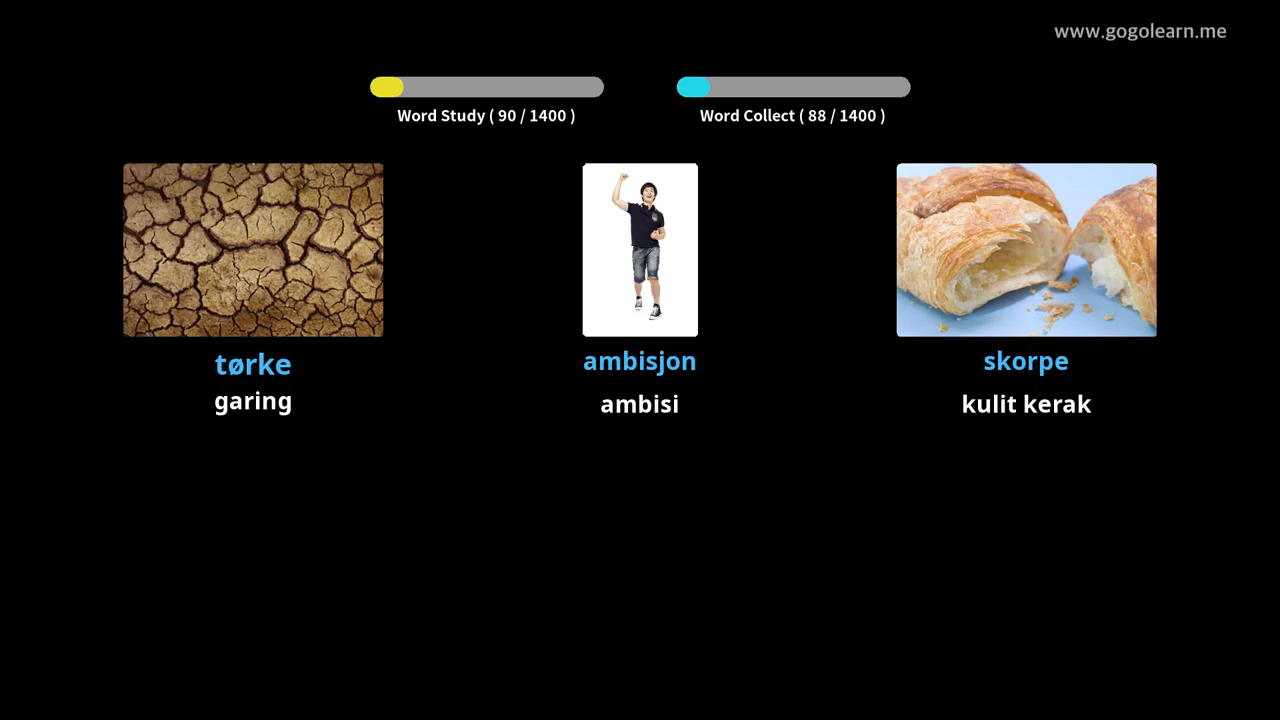 www.gogolearn.me
Word Study ( 90 / 1400 )
Word Collect ( 88 / 1400 )
tørke
garing
ambisjon
ambisi
skorpe
kulit kerak